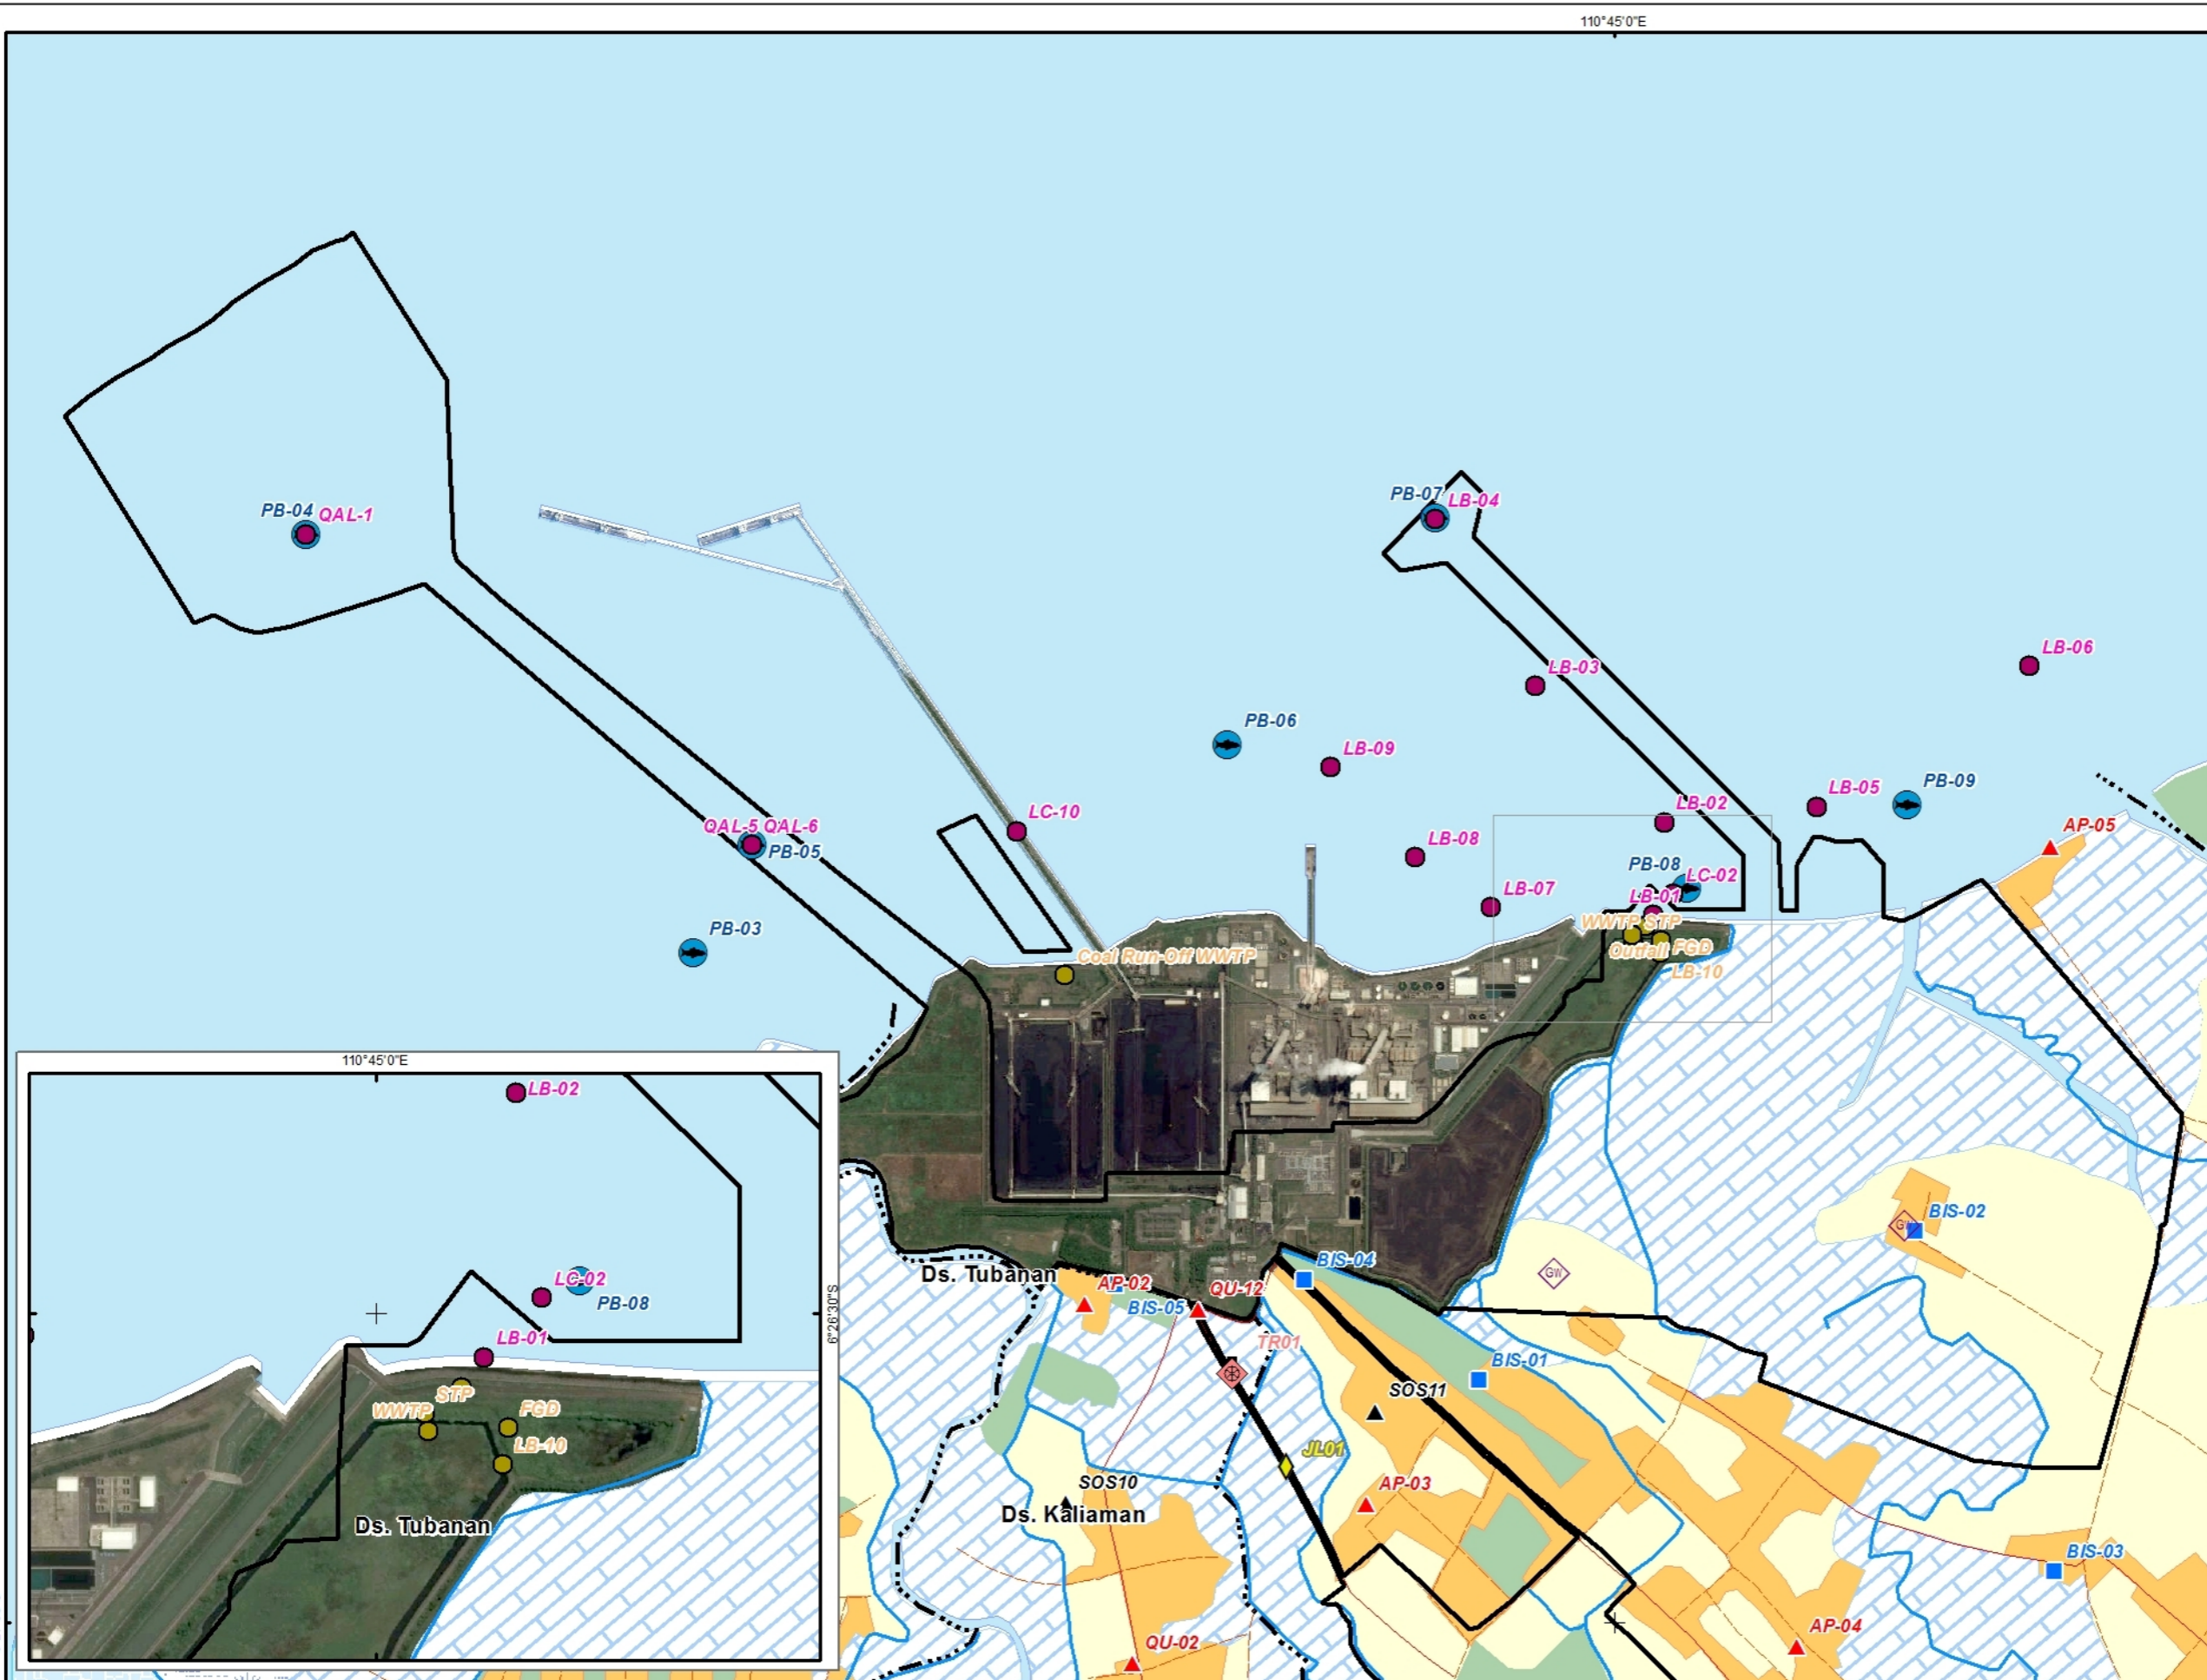 110°45'0"E
PB-07
LB-04
PB-04
QAL-1
LB-06
LB-03
PB-06
LB-09
PB-09
LB-05
LB-02
LC-10
QAL-5 QAL-6
PB-05
AP-05
LB-08
PB-08
LC-02
LB-07
LB-01
WWTP STP
PB-03
Outfall FGD
Coal Run-Off WWTP
LB-10
110°45'0"E
LB-02
GW
BIS-02
BIS-04
GW
Ds. Tubanan
LC-02
AP-02
QU-12
PB-08
BIS-05
6°26'30"S
LB-01
TR01
BIS-01
STP
SOS11
WWTP
FGD
LB-10
JL01
SOS10
AP-03
Ds. Kaliaman
Ds. Tubanan
BIS-03
AP-04
QU-02